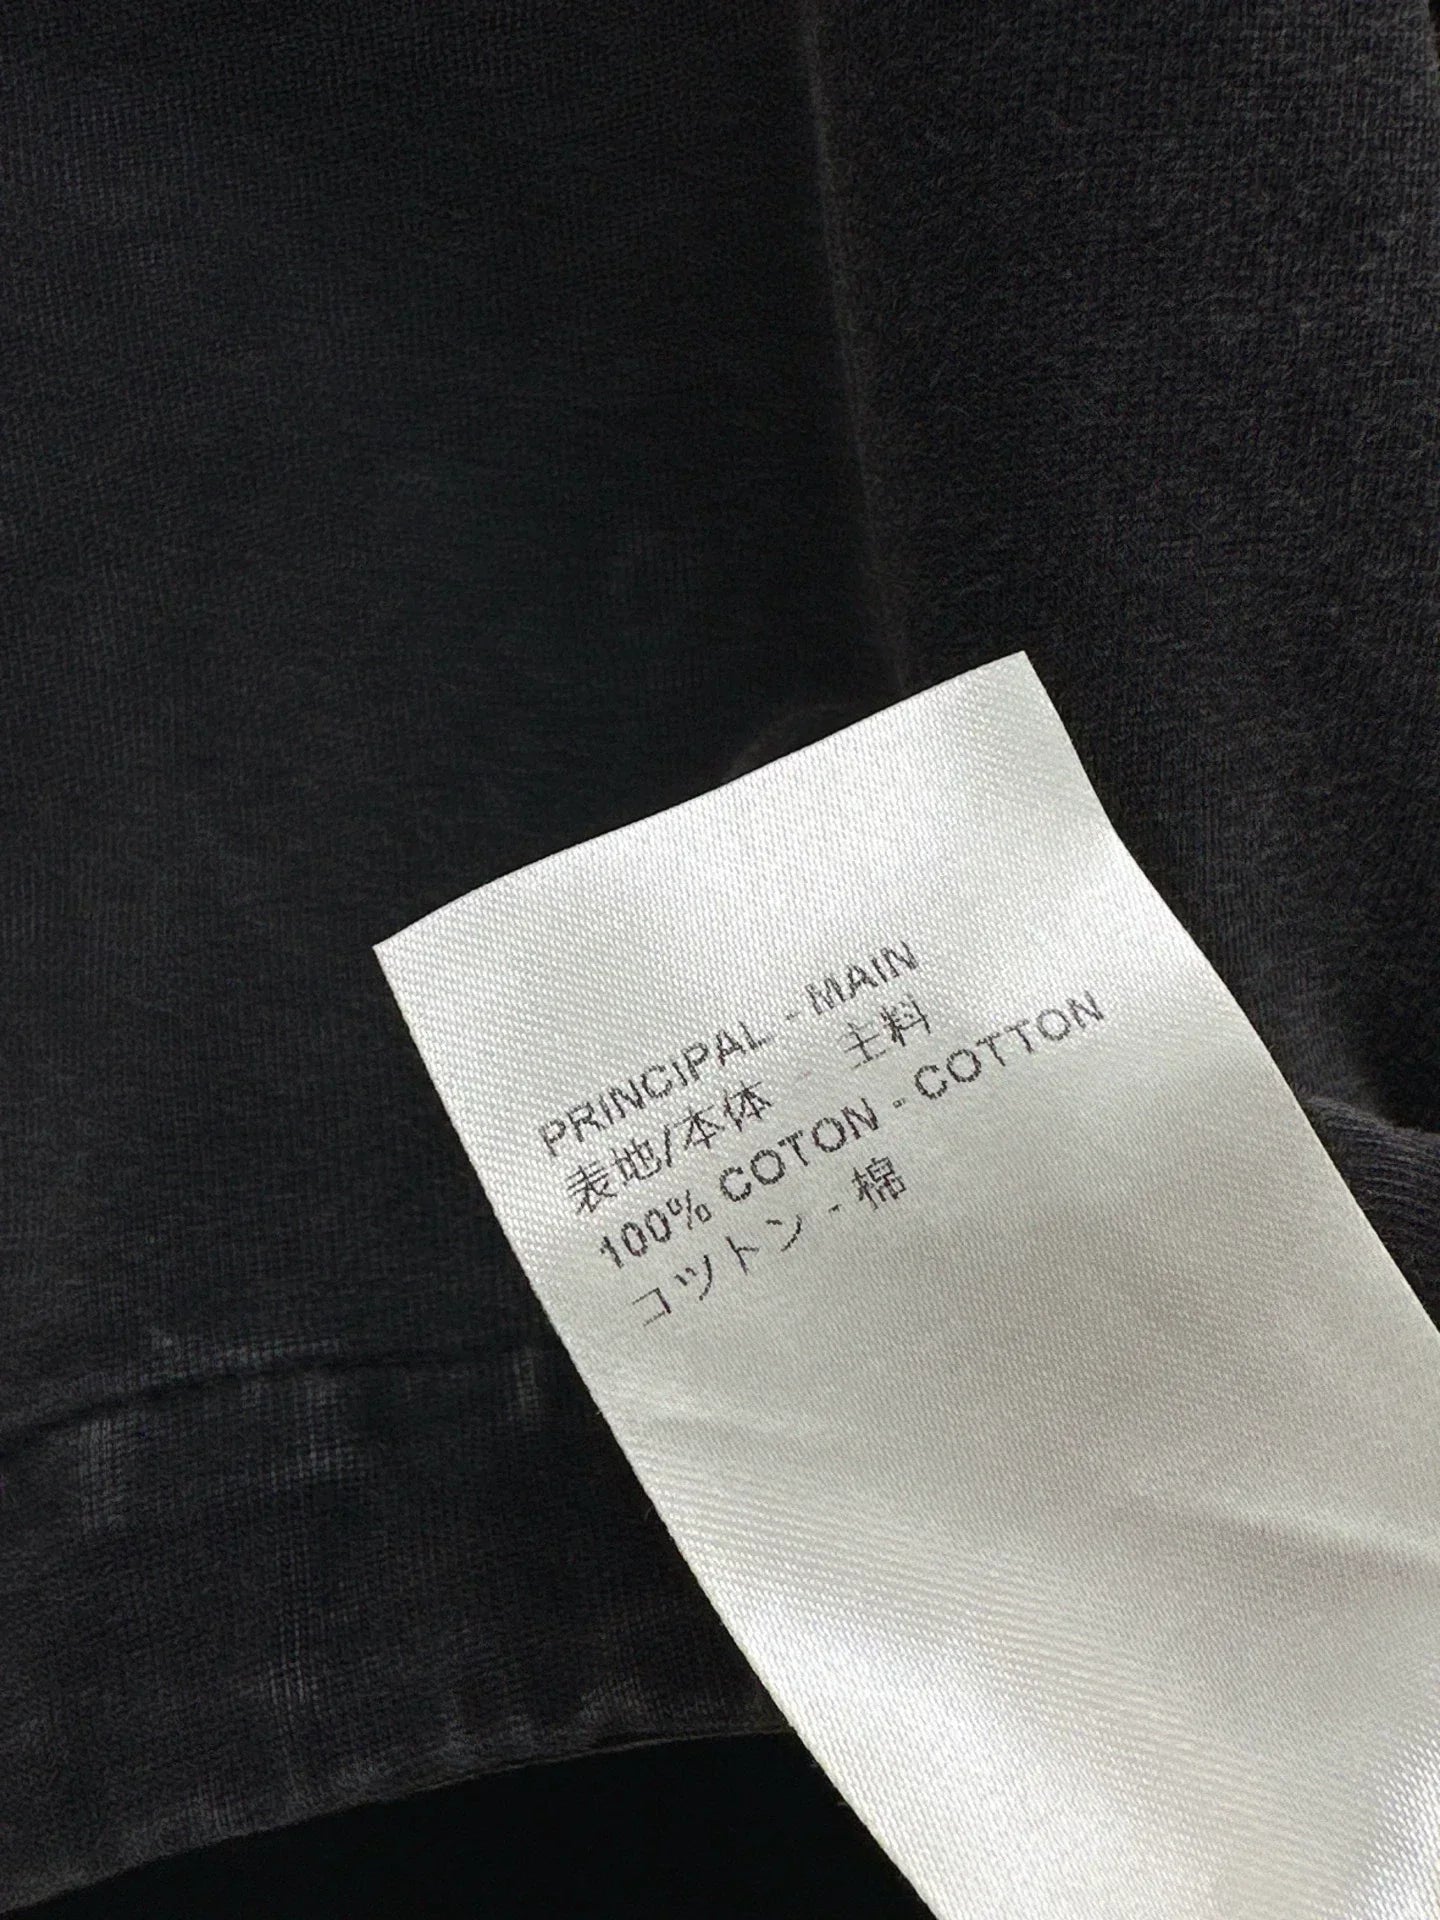 PRINCIPAL - MAIN
表地/本体 - 主料
100% COTON - COTTON
コットン - 棉